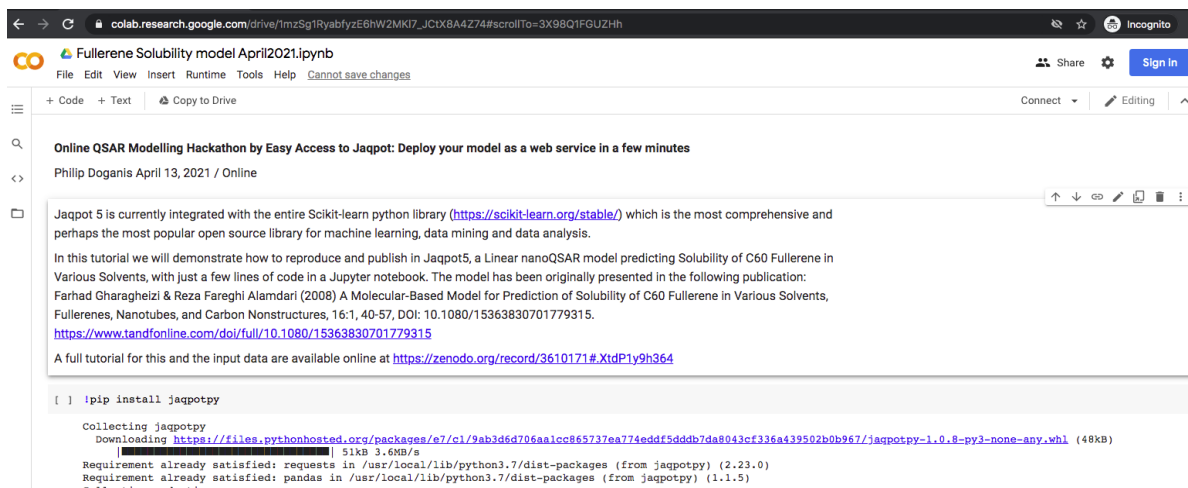 colab.research.google.com/drive/1mzSg1RyabfyzE6hW2MKI7_JCtX8A4Z74#scrollTo=3X98Q1FGUZHh
Incognito
CO
Fullerene Solubility model April2021.ipynb
File Edit View Insert Runtime Tools Help Cannot save changes
Share
Sign In
+ Code + Text Copy to Drive
Connect
Editing
Online QSAR Modelling Hackathon by Easy Access to Jaqpot: Deploy your model as a web service in a few minutes
Philip Doganis April 13, 2021 / Online
Jaqpot 5 is currently integrated with the entire Scikit-learn python library (https://scikit-learn.org/stable/) which is the most comprehensive and
perhaps the most popular open source library for machine learning, data mining and data analysis.
In this tutorial we will demonstrate how to reproduce and publish in Jaqpot5, a Linear nanoQSAR model predicting Solubility of C60 Fullerene in
Various Solvents, with just a few lines of code in a Jupyter notebook. The model has been originally presented in the following publication:
Farhad Gharagheizi & Reza Fareghi Alamdari (2008) A Molecular-Based Model for Prediction of Solubility of C60 Fullerene in Various Solvents,
Fullerenes, Nanotubes, and Carbon Nonstructures, 16:1, 40-57, DOI: 10.1080/15363830701779315.
https://www.tandfonline.com/doi/full/10.1080/15363830701779315
A full tutorial for this and the input data are available online at https://zenodo.org/record/3610171#.XtdP1y9h364
[ ] !pip install jaqpotpy
Collecting jaqpotpy
Downloading https://files.pythonhosted.org/packages/e7/c1/9ab3d6d706aa1cc865737ea774eddf5dddb7da8043cf336a439502b0b967/jaqpotpy-1.0.8-py3-none-any.whl (48kB)
| | 51kB 3.6MB/s
Requirement already satisfied: requests in /usr/local/lib/python3.7/dist-packages (from jaqpotpy) (2.23.0)
Requirement already satisfied: pandas in /usr/local/lib/python3.7/dist-packages (from jaqpotpy) (1.1.5)